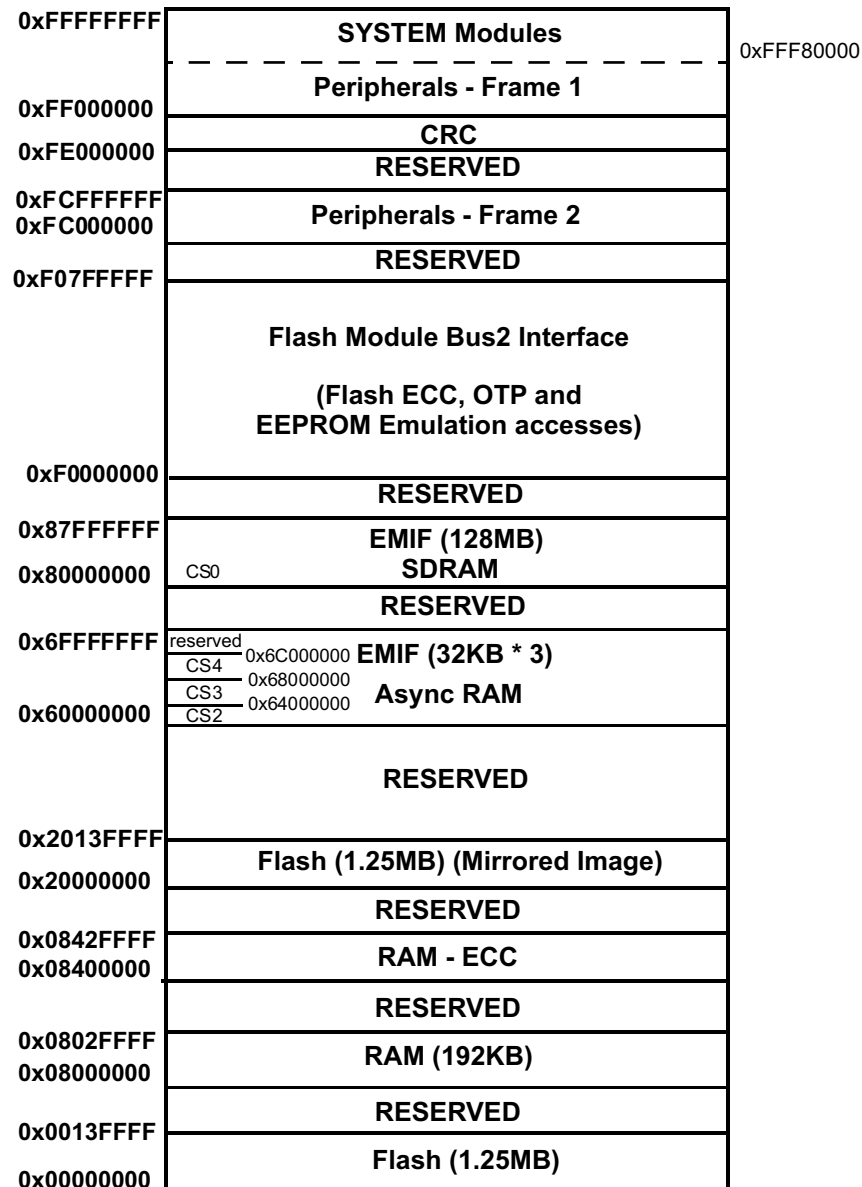 0xFFFFFFFF
SYSTEM Modules
0xFFF80000
Peripherals - Frame 1
0xFF000000
CRC
0xFE000000
RESERVED
0xFCFFFFFF
Peripherals - Frame 2
0xFC000000
RESERVED
0xF07FFFFF
Flash Module Bus2 Interface
(Flash ECC, OTP and
EEPROM Emulation accesses)
0xF0000000
RESERVED
0x87FFFFFF
EMIF (128MB)
0x80000000
CS0
SDRAM
RESERVED
0x6FFFFFFF
reserved
0x6C000000
EMIF (32KB * 3)
CS4
0x68000000
CS3
Async RAM
0x64000000
0x60000000
CS2
RESERVED
0x2013FFFF
Flash (1.25MB) (Mirrored Image)
0x20000000
RESERVED
0x0842FFFF
RAM - ECC
0x08400000
RESERVED
0x0802FFFF
RAM (192KB)
0x08000000
RESERVED
0x0013FFFF
Flash (1.25MB)
0x00000000